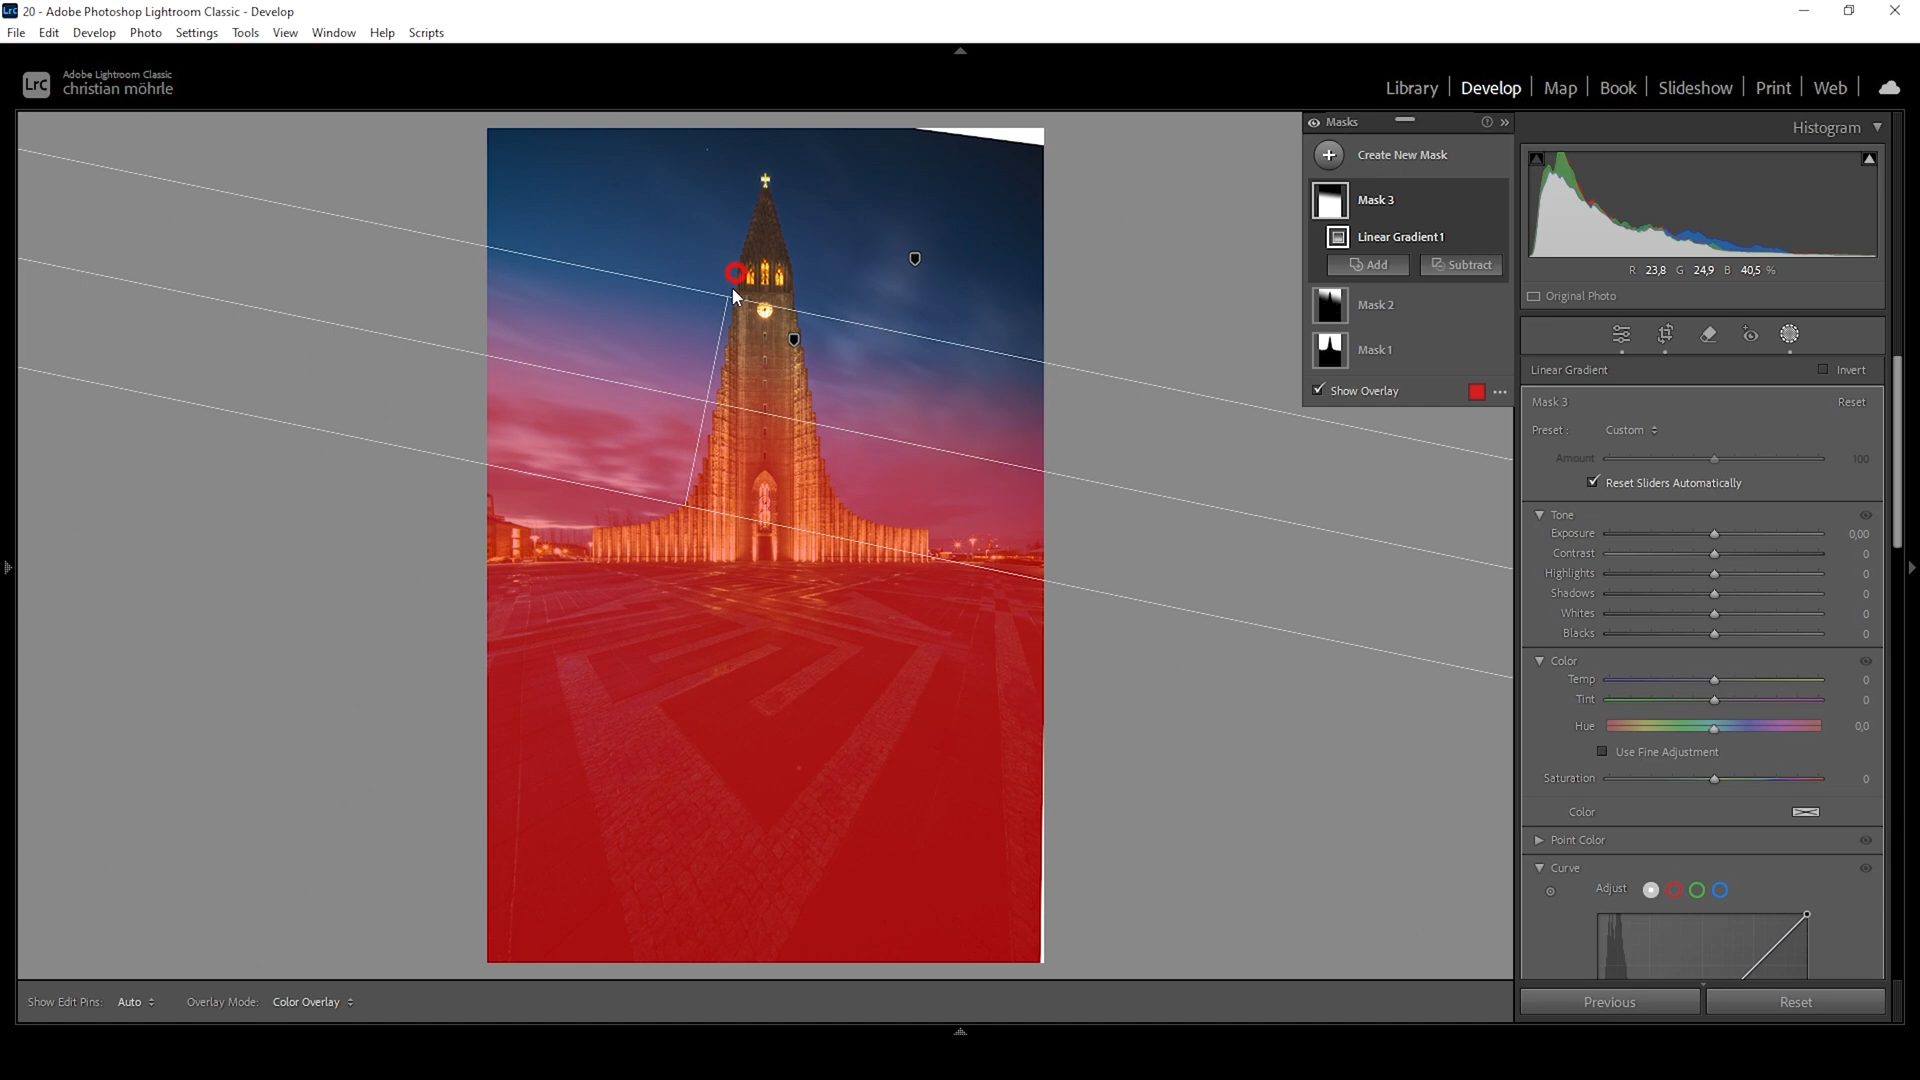 20 - Adobe Photoshop Lightroom Classic - Develop
File Edit Develop Photo Settings Tools View Window Help Scripts
Lrc Adobe Lightroom Classic
christian möhrle
Library Develop Map Book Slideshow Print Web
Masks
Create New Mask
Mask 3
Linear Gradient 1
Add Subtract
Mask 2
Mask 1
Show Overlay
Histogram
R 23,8 G 24,9 B 40,5 %
Original Photo
Linear Gradient Invert
Mask 3 Reset
Preset : Custom
Amount 100
Reset Sliders Automatically
Tone
Exposure 0,00
Contrast 0
Highlights 0
Shadows 0
Whites 0
Blacks 0
Color
Temp 0
Tint 0
Hue 0,0
Use Fine Adjustment
Saturation 0
Color
Point Color
Curve
Adjust
Show Edit Pins: Auto Overlay Mode: Color Overlay
Previous Reset